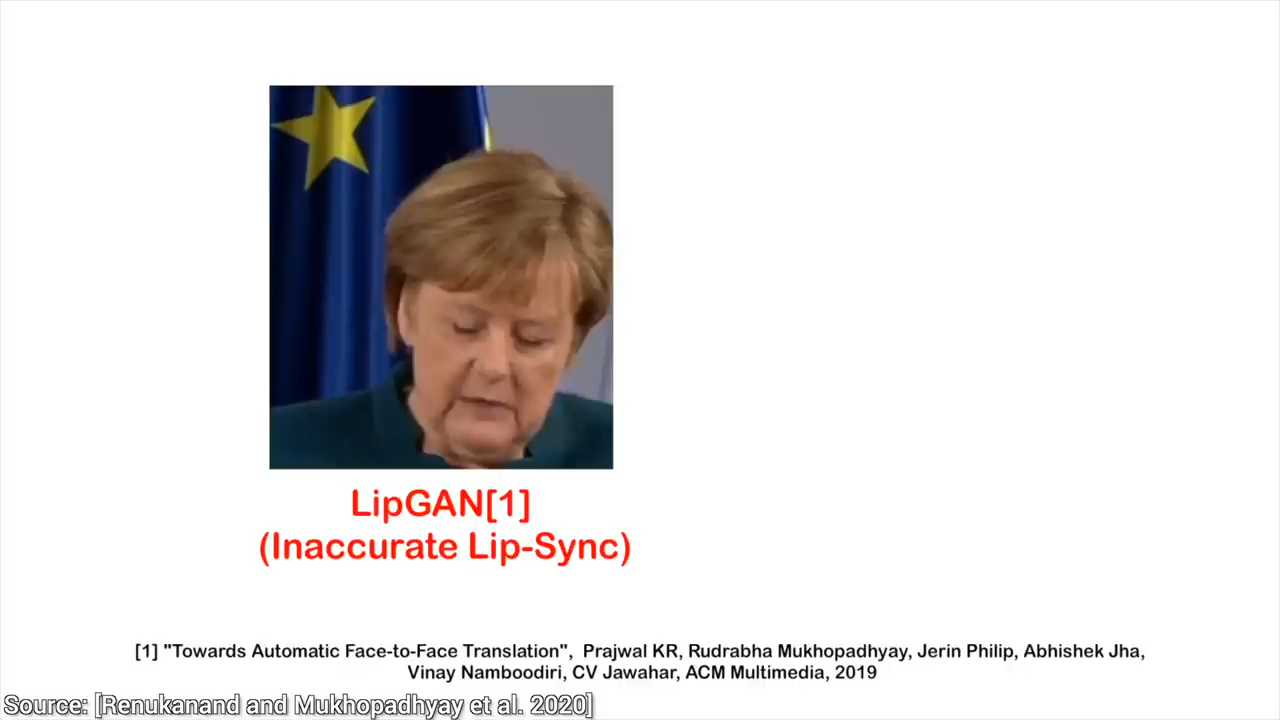 LipGAN[1]
(Inaccurate Lip-Sync)
[1] "Towards Automatic Face-to-Face Translation",  Prajwal KR, Rudrabha Mukhopadhyay, Jerin Philip, Abhishek Jha,
Vinay Namboodiri, CV Jawahar, ACM Multimedia, 2019
Source: [Renukanand and Mukhopadhyay et al. 2020]